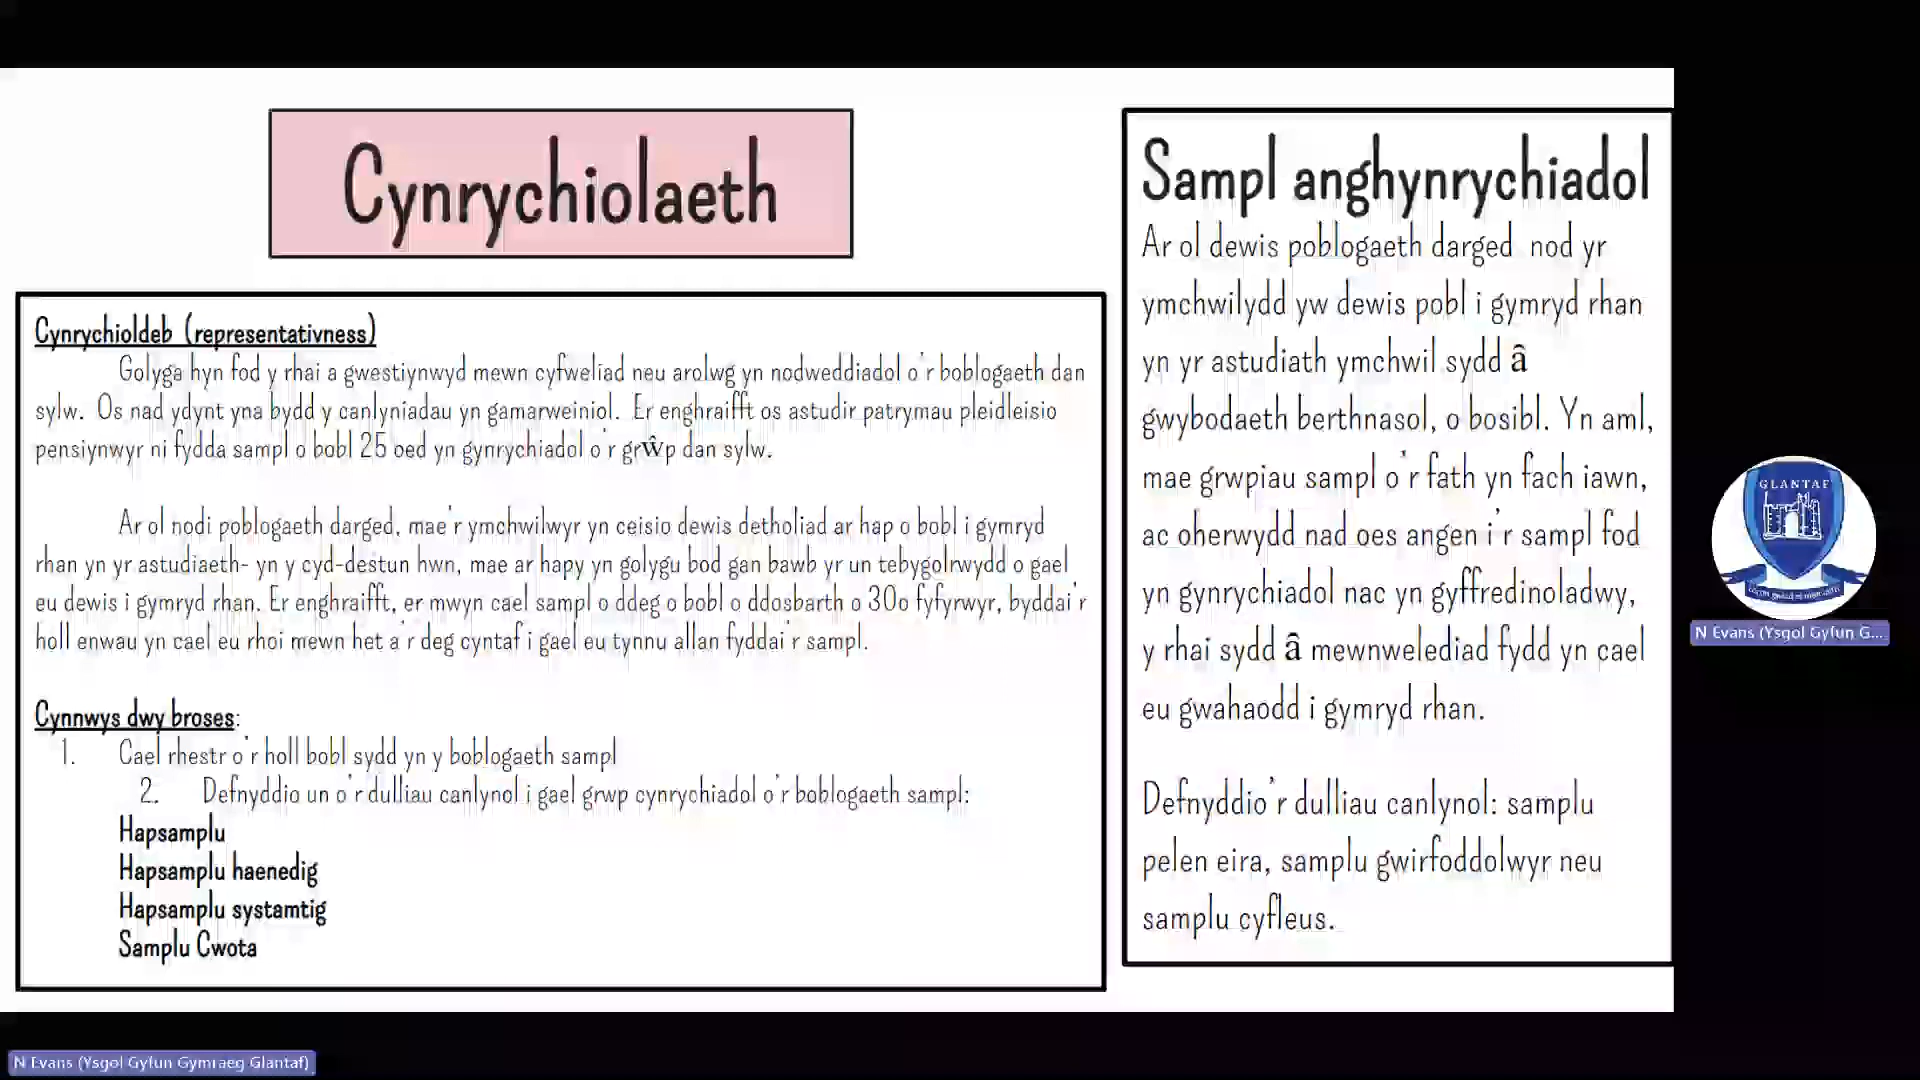 Cynrychiolaeth
Cynrychioldeb (representativness)
Golyga hyn fod y rhai a gwestiynwyd mewn cyfweliad neu arolwg yn nodweddiadol o'r boblogaeth dan
sylw. Os nad ydynt yna bydd y canlyniadau yn gamarweiniol. Er enghraifft os astudir patrymau pleidleisio
pensiynwyr ni fydda sampl o bobl 25 oed yn gynrychiadol o'r grŵp dan sylw.
Ar ol nodi poblogaeth darged, mae'r ymchwilwyr yn ceisio dewis detholiad ar hap o bobl i gymryd
rhan yn yr astudiaeth- yn y cyd-destun hwn, mae ar hapy yn golygu bod gan bawb yr un tebygolrwydd o gael
eu dewis i gymryd rhan. Er enghraifft, er mwyn cael sampl o ddeg o bobl o ddosbarth o 30o fyfyrwyr, byddai'r
holl enwau yn cael eu rhoi mewn het a'r deg cyntaf i gael eu tynnu allan fyddai'r sampl.
Cynnwys dwy broses:
1. Cael rhestr o'r holl bobl sydd yn y boblogaeth sampl
2. Defnyddio un o'r dulliau canlynol i gael grwp cynrychiadol o'r boblogaeth sampl:
Hapsamplu
Hapsamplu haenedig
Hapsamplu systamtig
Samplu Cwota
Sampl anghynrychiadol
Ar ol dewis poblogaeth darged nod yr
ymchwilydd yw dewis pobl i gymryd rhan
yn yr astudiath ymchwil sydd â
gwybodaeth berthnasol, o bosibl. Yn aml,
mae grwpiau sampl o'r fath yn fach iawn,
ac oherwydd nad oes angen i'r sampl fod
yn gynrychiadol nac yn gyffredinoladwy,
y rhai sydd â mewnwelediad fydd yn cael
eu gwahaodd i gymryd rhan.
Defnyddio'r dulliau canlynol: samplu
pelen eira, samplu gwirfoddolwyr neu
samplu cyfleus.
GLANTAF
N Evans (Ysgol Gyfun G...
N Evans (Ysgol Gyfun Gymraeg Glantaf)